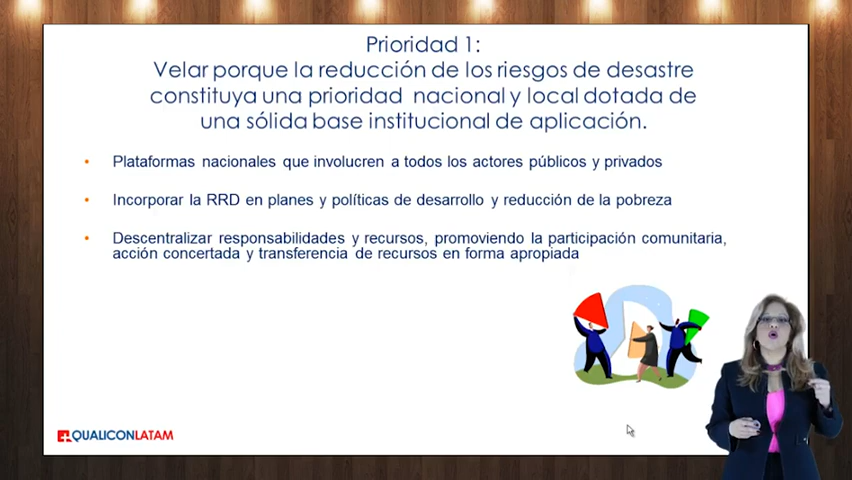 Prioridad 1:
Velar porque la reducción de los riesgos de desastre
constituya una prioridad nacional y local dotada de
una sólida base institucional de aplicación.
• Plataformas nacionales que involucren a todos los actores públicos y privados
• Incorporar la RRD en planes y políticas de desarrollo y reducción de la pobreza
• Descentralizar responsabilidades y recursos, promoviendo la participación comunitaria,
acción concertada y transferencia de recursos en forma apropiada
QUALICONLATAM